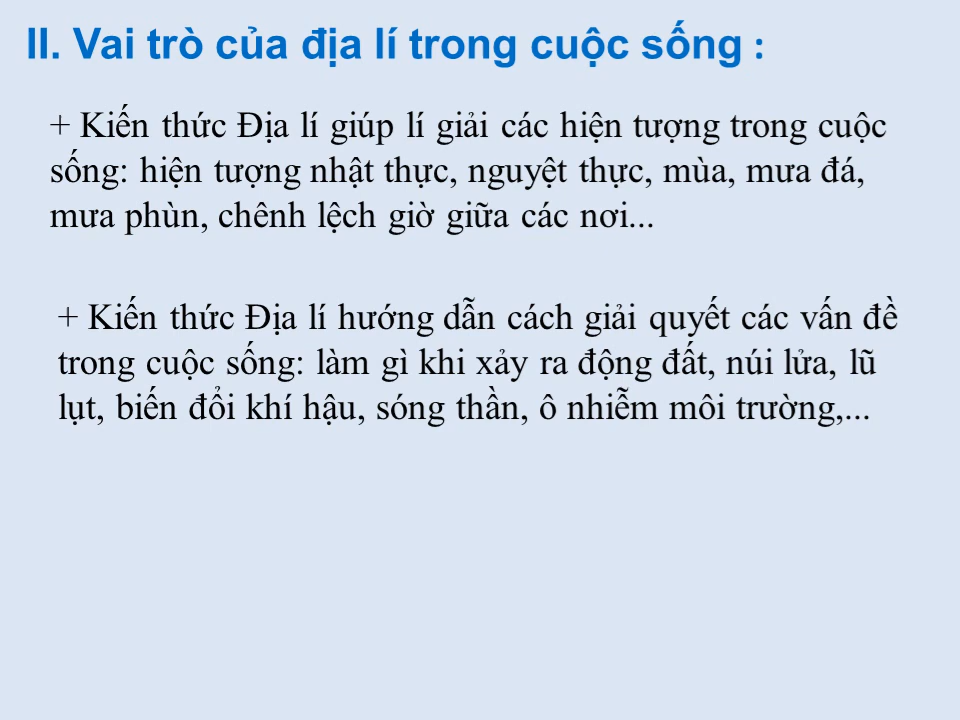 II. Vai trò của địa lí trong cuộc sống :
+ Kiến thức Địa lí giúp lí giải các hiện tượng trong cuộc
sống: hiện tượng nhật thực, nguyệt thực, mùa, mưa đá,
mưa phùn, chênh lệch giờ giữa các nơi...
+ Kiến thức Địa lí hướng dẫn cách giải quyết các vấn đề
trong cuộc sống: làm gì khi xảy ra động đất, núi lửa, lũ
lụt, biến đổi khí hậu, sóng thần, ô nhiễm môi trường,...